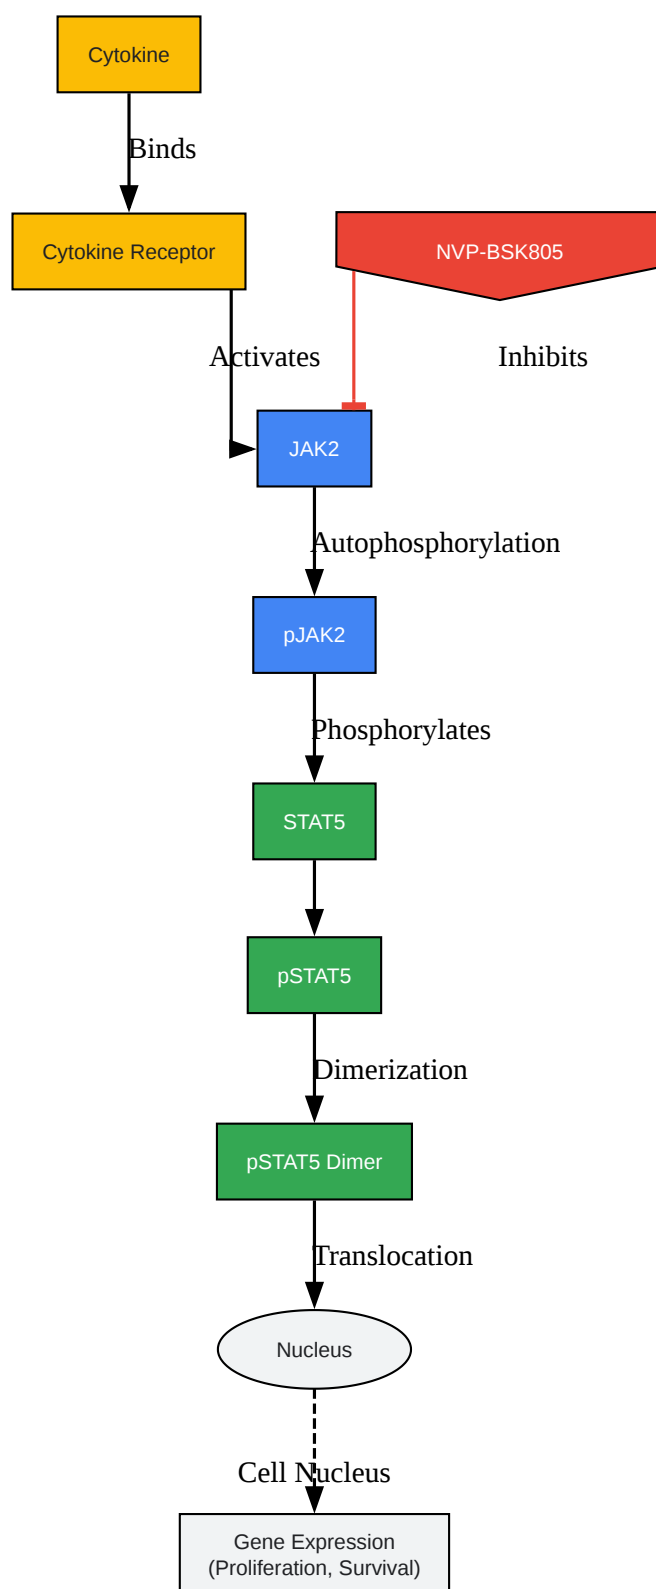 Cytokine
Binds
Cytokine Receptor
NVP-BSK805
Activates
Inhibits
JAK2
Autophosphorylation
pJAK2
Phosphorylates
STAT5
pSTAT5
Dimerization
pSTAT5 Dimer
Translocation
Nucleus
Cell Nucleus
Gene Expression
(Proliferation, Survival)